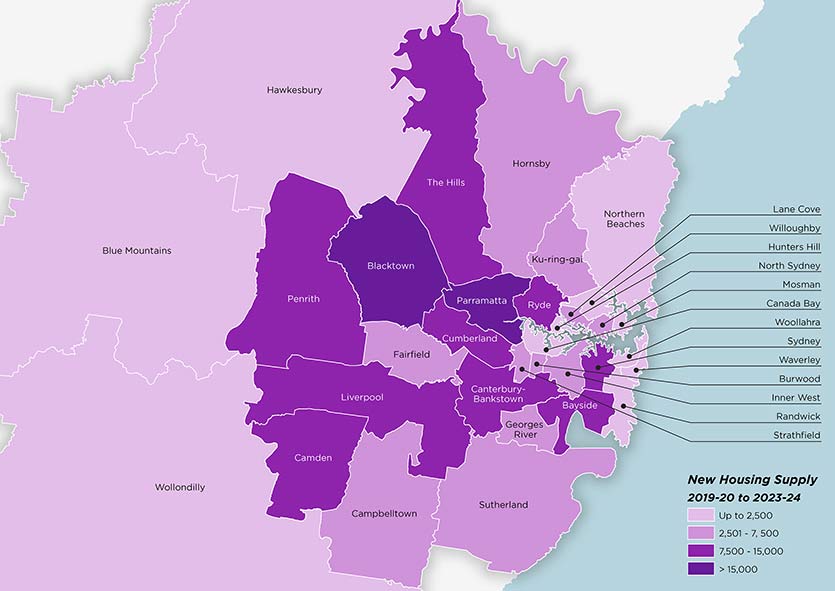 Hawkesbury
Hornsby
The Hills
Northern
Beaches
Lane Cove
Willoughby
Hunters Hill
North Sydney
Mosman
Canada Bay
Woollahra
Sydney
Waverley
Burwood
Inner West
Randwick
Strathfield
Blue Mountains
Blacktown
Ku-ring-gai
Penrith
Parramatta
Ryde
Cumberland
Fairfield
Liverpool
Canterbury-
Bankstown
Bayside
Georges
River
Camden
Wollondilly
Campbelltown
Sutherland
New Housing Supply
2019-20 to 2023-24
Up to 2,500
2,501 - 7, 500
7,500 - 15,000
> 15,000